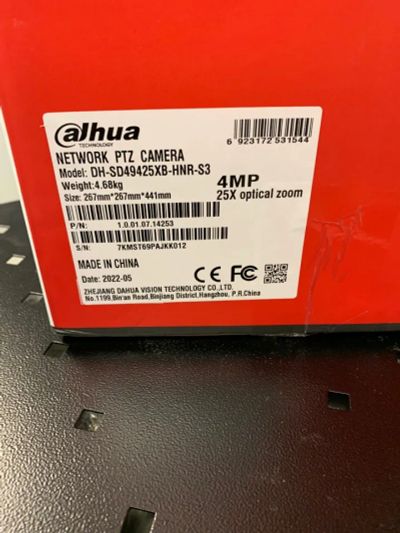 alhua
TECHNOLOGY
6 923172 531544
NETWORK PTZ CAMERA
Model: DH-SD49425XB-HNR-S3
Weight:4.68kg
4MP
Size: 267mm*267mm*441mm
25X optical zoom
P/N: 1.0.01.07.14253
S/N: 7KMST69PAJKK012
MADE IN CHINA
Date: 2022-05
CE FC
ZHEJIANG DAHUA VISION TECHNOLOGY CO.,LTD.
No.1199,Bin'an Road,Binjiang District,Hangzhou, P.R.China